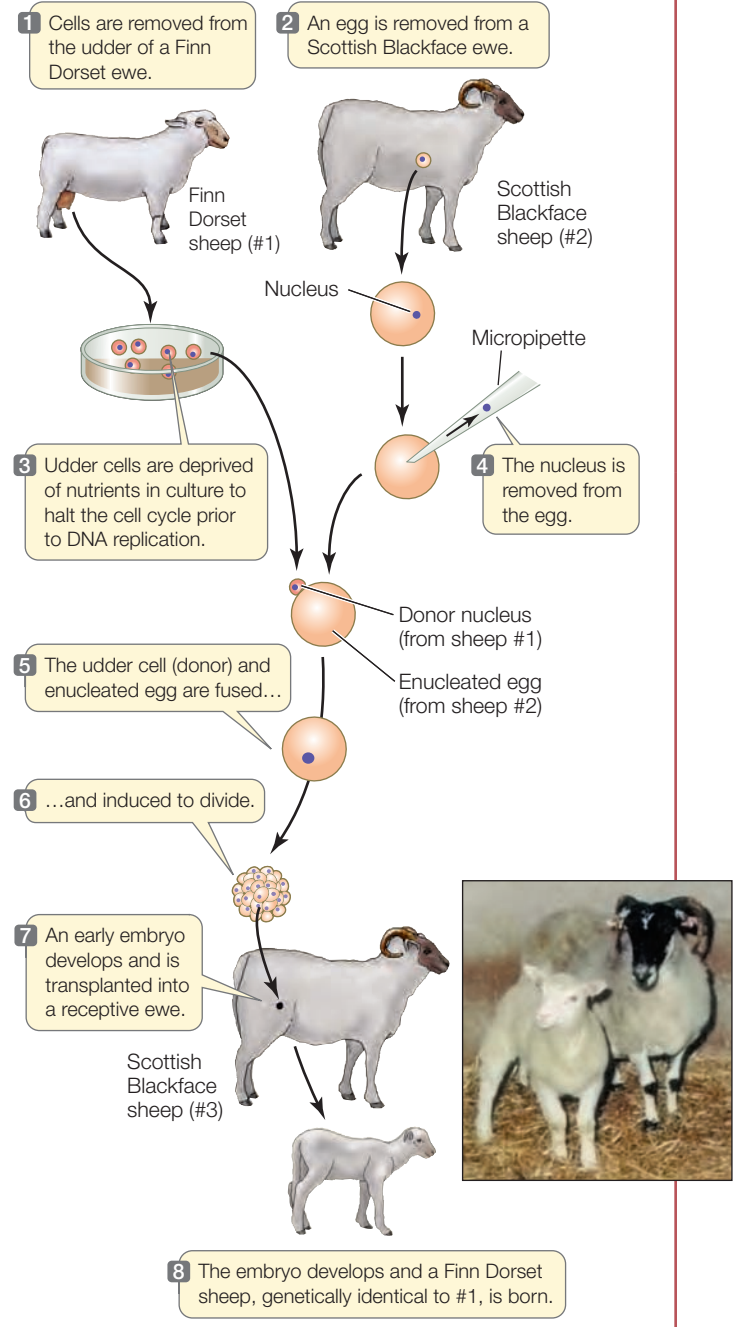 1 Cells are removed from
the udder of a Finn
Dorset ewe.
2 An egg is removed from a
Scottish Blackface ewe.
Finn
Dorset
sheep (#1)
Scottish
Blackface
sheep (#2)
Nucleus
Micropipette
3 Udder cells are deprived
of nutrients in culture to
halt the cell cycle prior
to DNA replication.
4 The nucleus is
removed from
the egg.
Donor nucleus
(from sheep #1)
Enucleated egg
(from sheep #2)
5 The udder cell (donor) and
enucleated egg are fused…
6 …and induced to divide.
7 An early embryo
develops and is
transplanted into
a receptive ewe.
Scottish
Blackface
sheep (#3)
8 The embryo develops and a Finn Dorset
sheep, genetically identical to #1, is born.